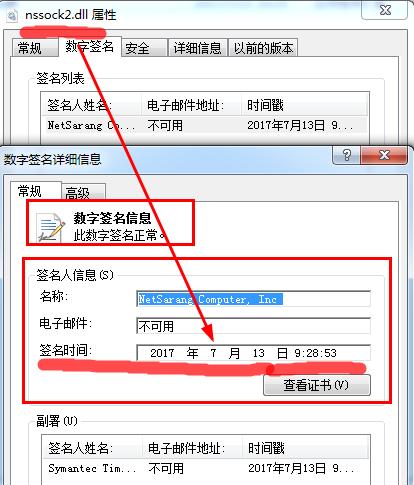 nssock2.dll 属性
常规 数字签名 安全 详细信息 以前的版本
签名列表
签名人姓名: 电子邮件地址: 时间戳
NetSarang Co... 不可用 2017年7月13日 9...
数字签名详细信息
常规 高级
数字签名信息
此数字签名正常。
签名人信息(S)
名称: NetSarang Computer, Inc
电子邮件: 不可用
签名时间: 2017 年 7 月 13 日 9:28:53
查看证书(V)
副署(U)
签名人姓名: 电子邮件地址: 时间戳
Symantec Tim... 不可用 2017年7月13日 9...